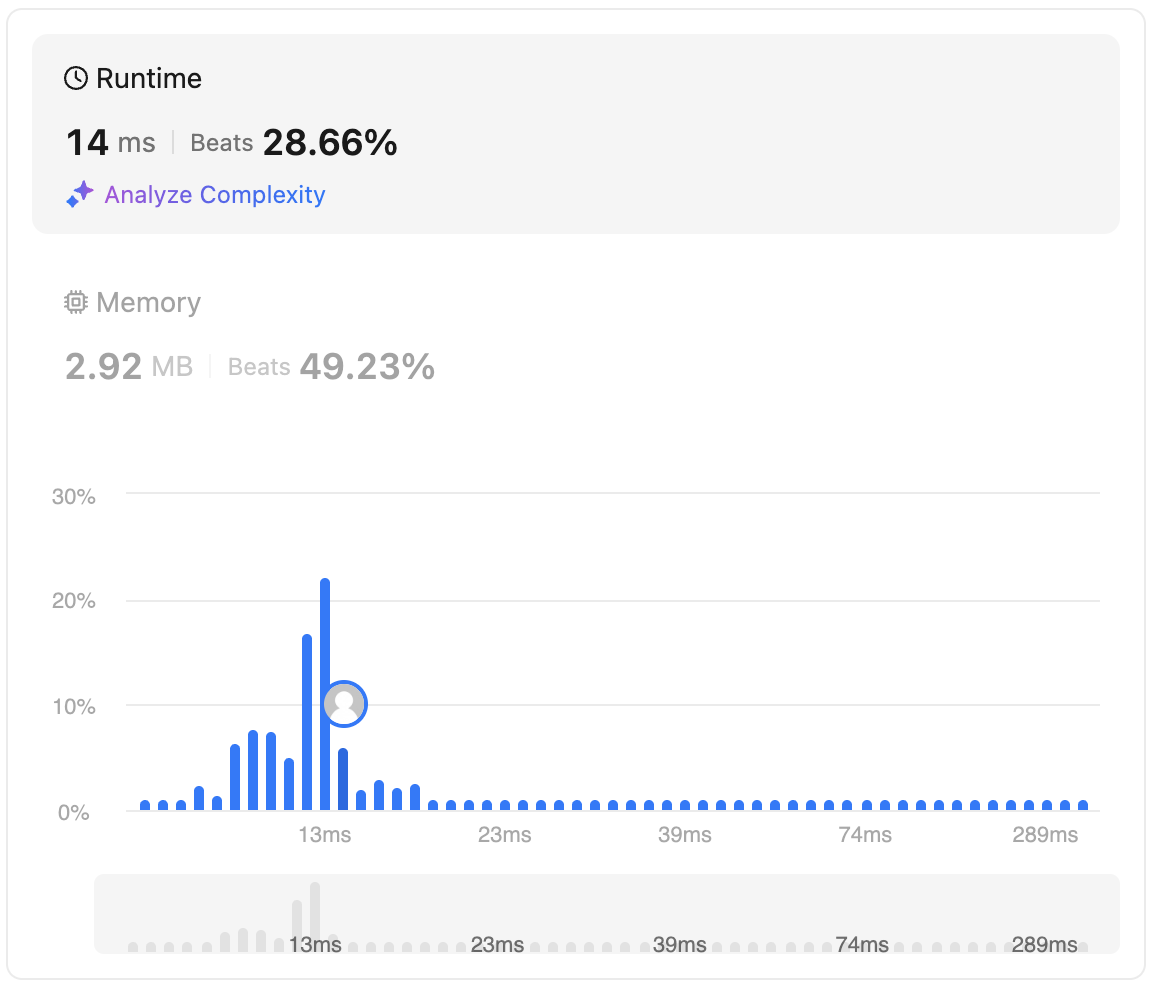 Runtime
14 ms Beats 28.66%
Analyze Complexity
Memory
2.92 MB Beats 49.23%
30%
20%
10%
0%
13ms 23ms 39ms 74ms 289ms
13ms 23ms 39ms 74ms 289ms